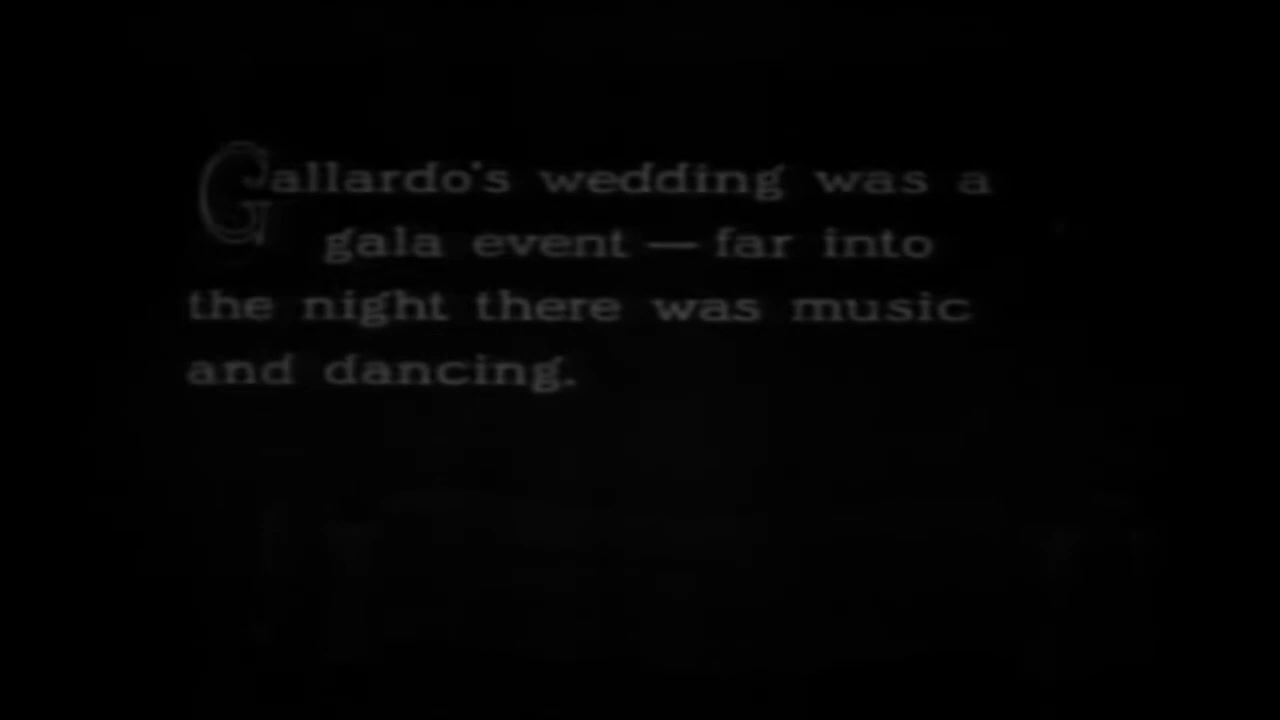 Gallardo's wedding was a
gala event — far into
the night there was music
and dancing.